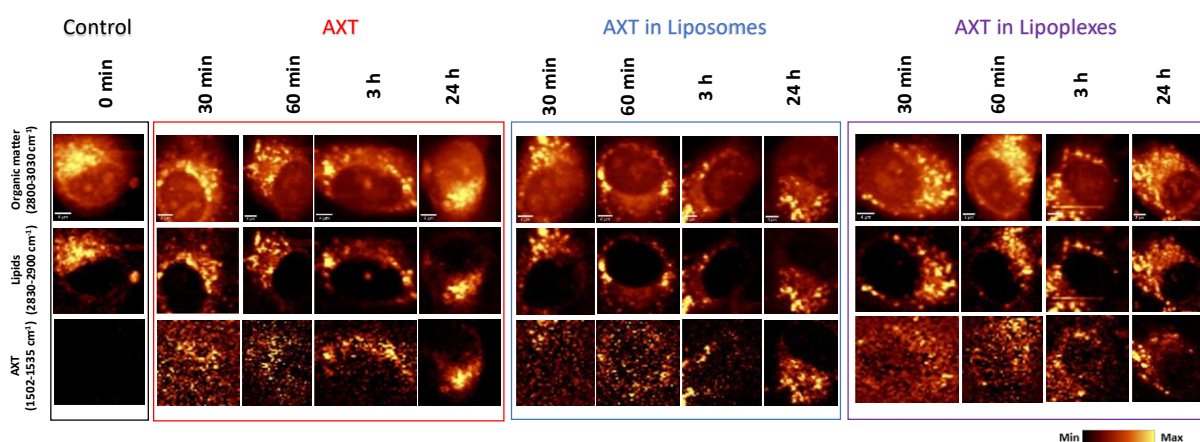 Control
AXT
AXT in Liposomes
AXT in Lipoplexes
0 min
30 min
60 min
3 h
24 h
30 min
60 min
3 h
24 h
30 min
60 min
3 h
24 h
Organic matter
(2800-3030 cm⁻¹)
Lipids
(2830-2900 cm⁻¹)
AXT
(1502-1535 cm⁻¹)
Min
Max